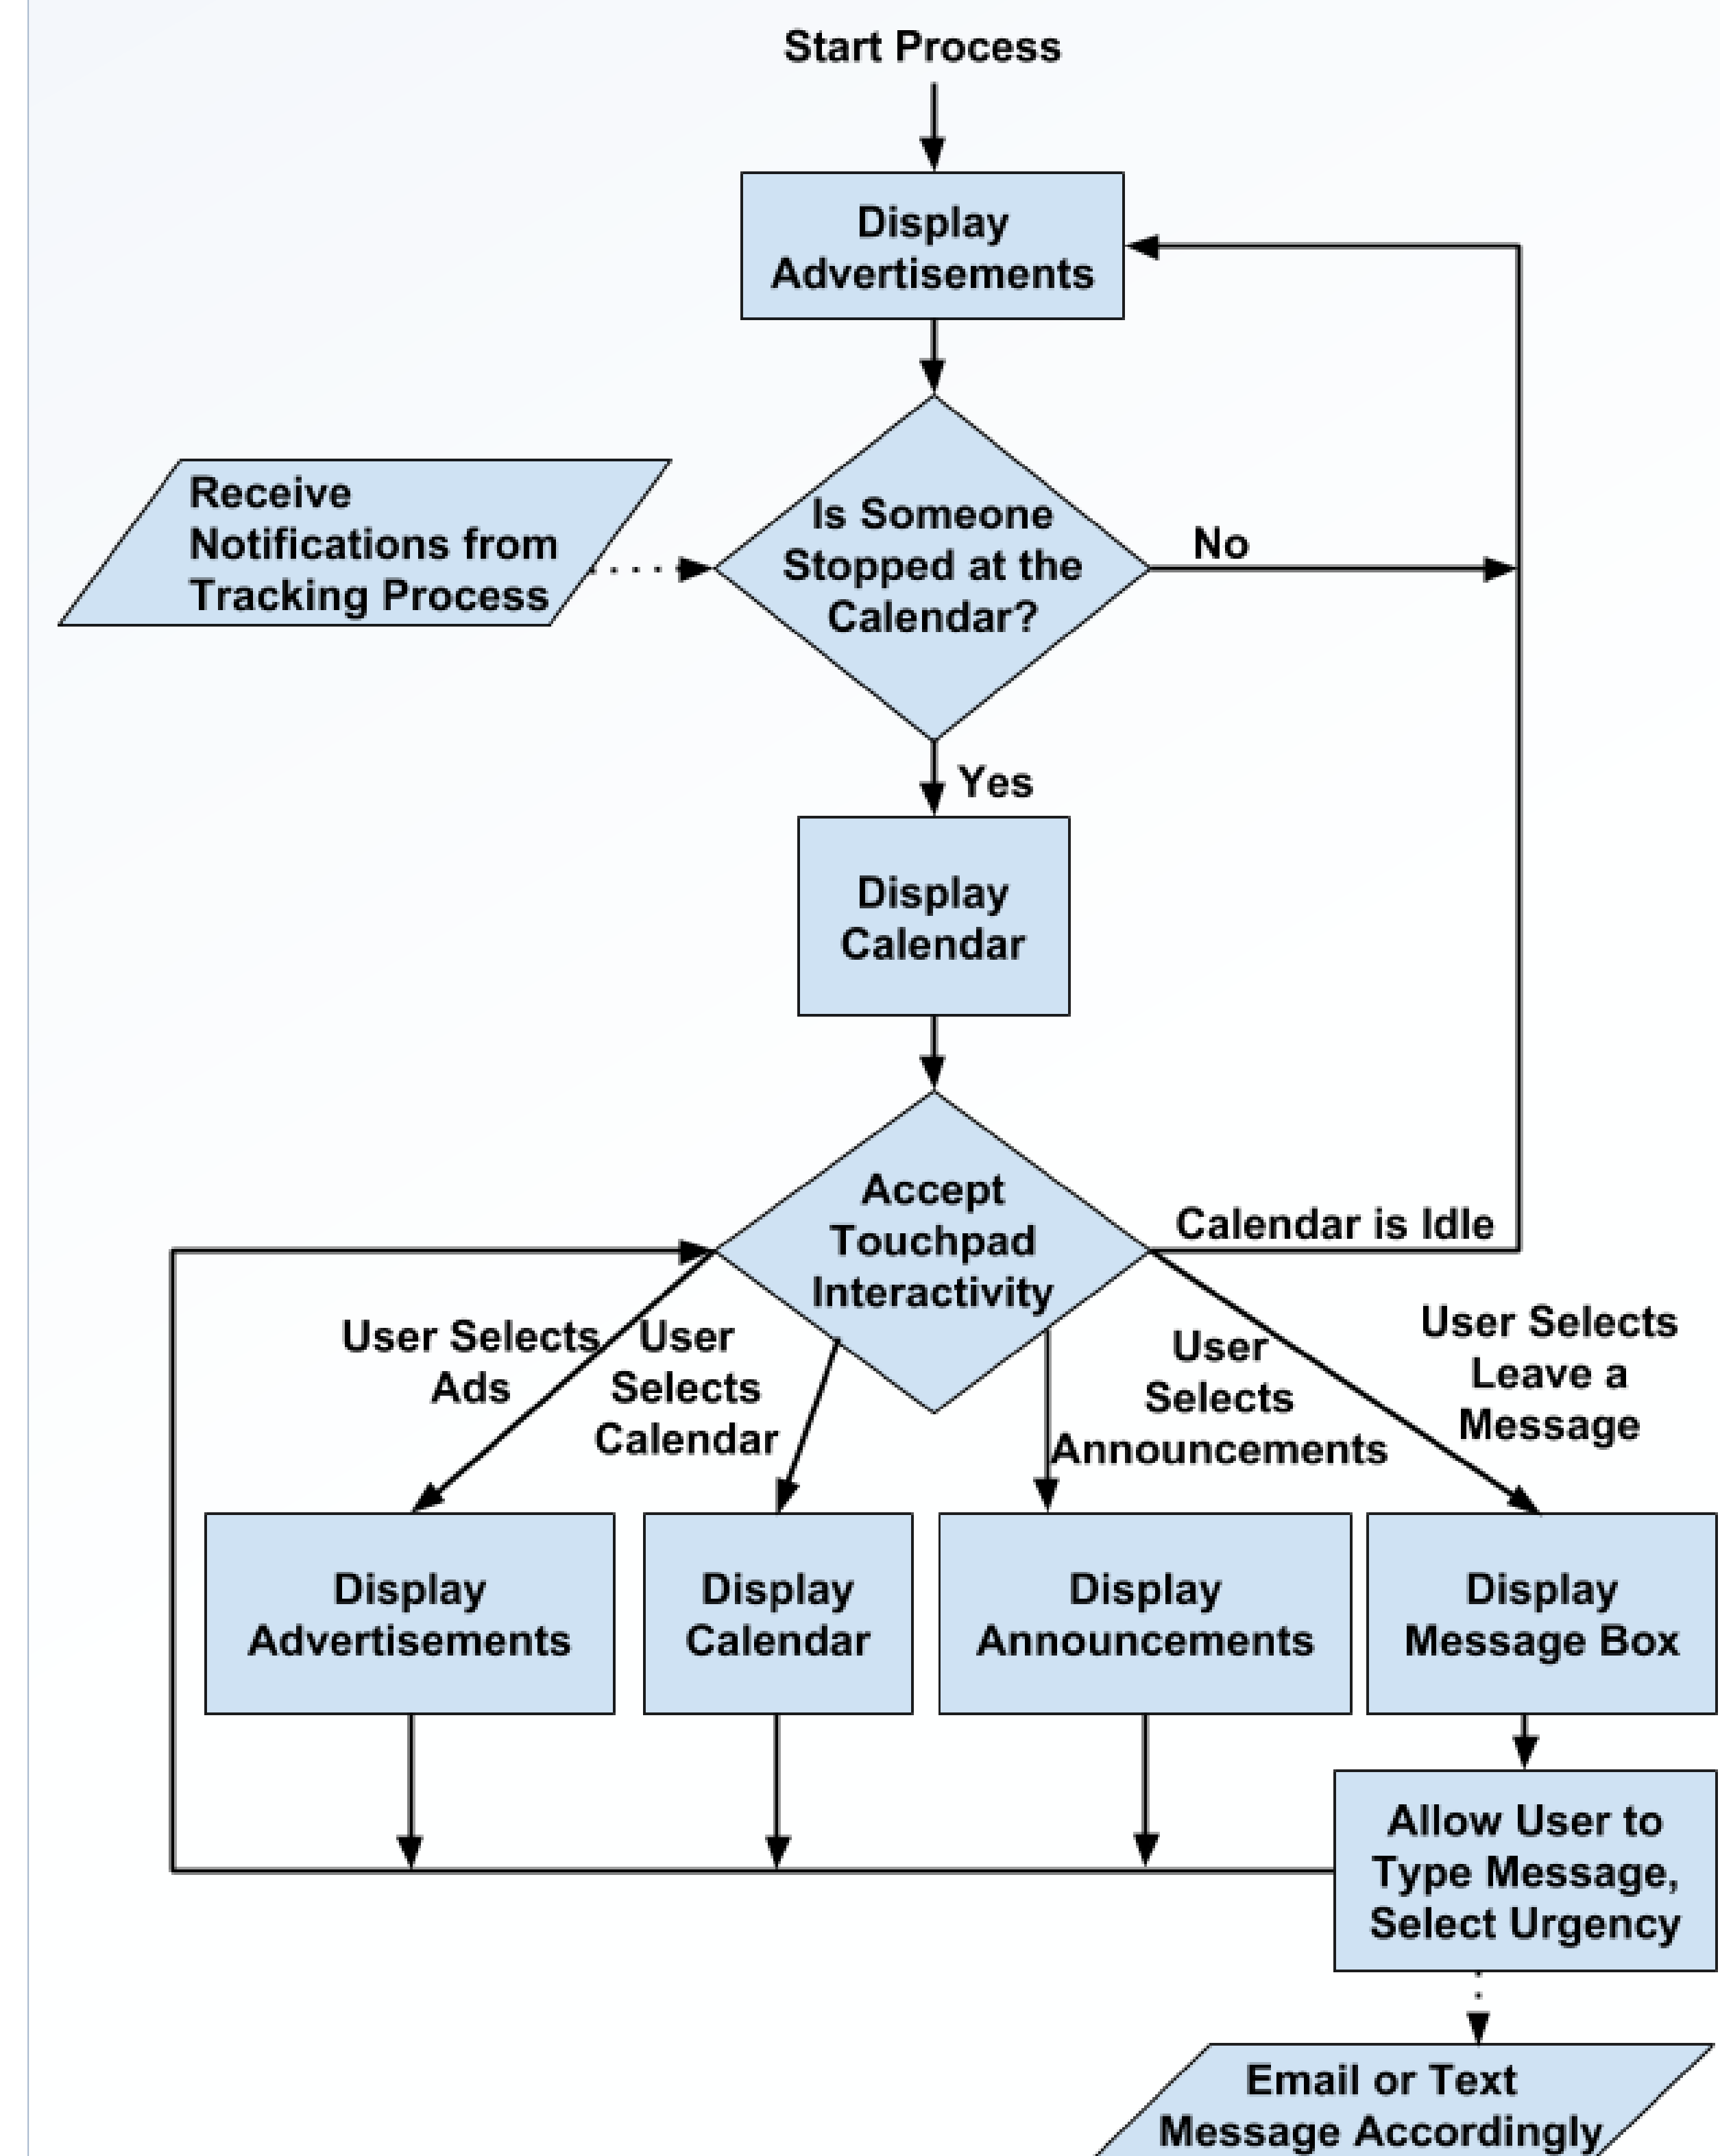 Start Process
Display
Advertisements
Receive
Notifications from
Tracking Process
Is Someone
Stopped at the
Calendar?
No
Yes
Display
Calendar
Accept
Touchpad
Interactivity
Calendar is Idle
User Selects
Ads
User
Selects
Calendar
User
Selects
Announcements
User Selects
Leave a
Message
Display
Advertisements
Display
Calendar
Display
Announcements
Display
Message Box
Allow User to
Type Message,
Select Urgency
Email or Text
Message Accordingly